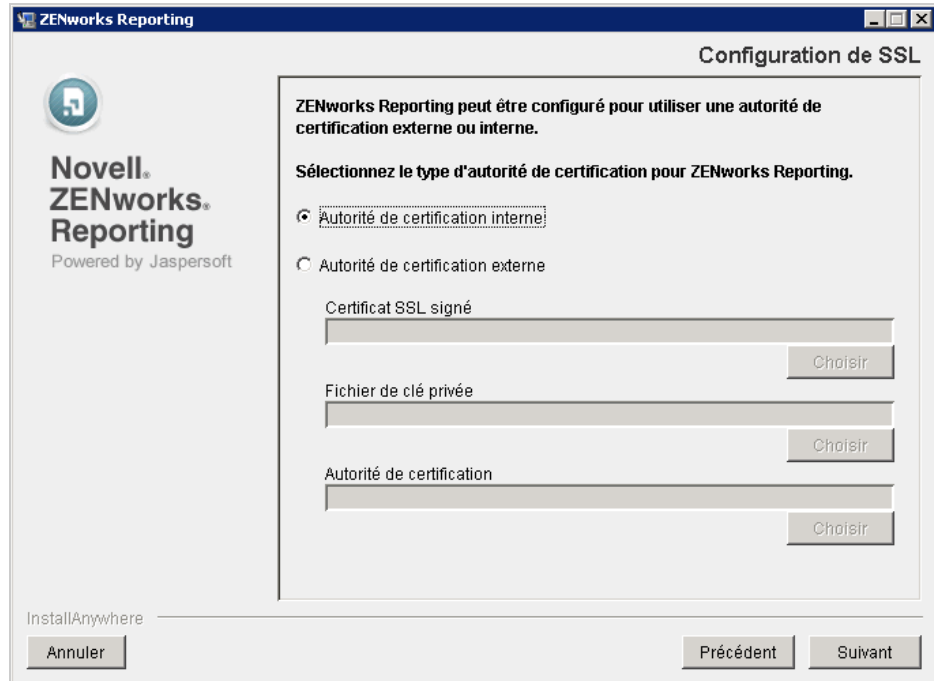 ZENworks Reporting
Configuration de SSL
Novell®
ZENworks®
Reporting
Powered by Jaspersoft
ZENworks Reporting peut être configuré pour utiliser une autorité de
certification externe ou interne.
Sélectionnez le type d'autorité de certification pour ZENworks Reporting.
Autorité de certification interne
Autorité de certification externe
Certificat SSL signé
Choisir
Fichier de clé privée
Choisir
Autorité de certification
Choisir
InstallAnywhere
Annuler
Précédent
Suivant